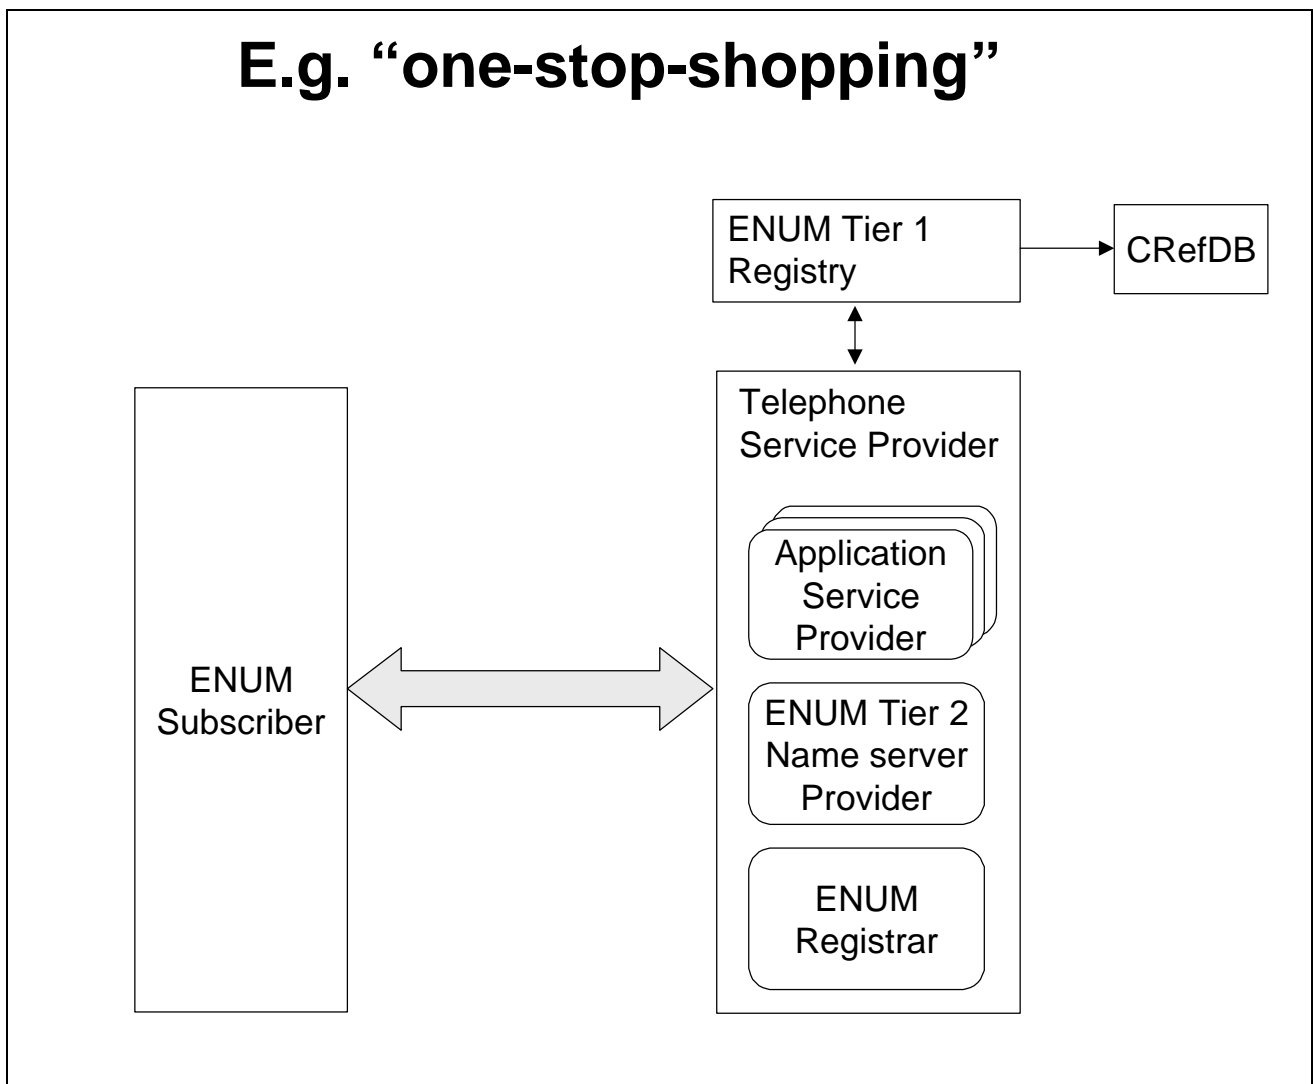 E.g. “one-stop-shopping”
ENUM Tier 1
Registry
CRefDB
Telephone
Service Provider
Application
Service
Provider
ENUM
Subscriber
ENUM Tier 2
Name server
Provider
ENUM
Registrar